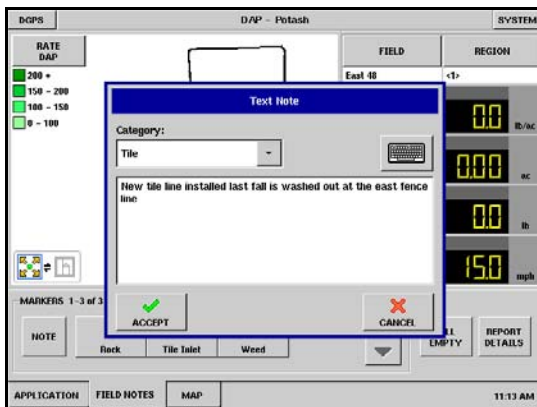 DGPS
DAP - Potash
SYSTEM
RATE
DAP
FIELD
REGION
200 +
East 40
<1>
150 - 200
100 - 150
0 - 100
Text Note
Category:
Tile
New tile line installed last fall is washed out at the east fence
line
0.0 lb/ac
0.00 ac
0.0 lb
15.0 mph
MARKERS 1-3 of 3
NOTE
ACCEPT
CANCEL
Rock
Tile Inlet
Weed
EMPTY
REPORT
DETAILS
APPLICATION
FIELD NOTES
MAP
11:13 AM